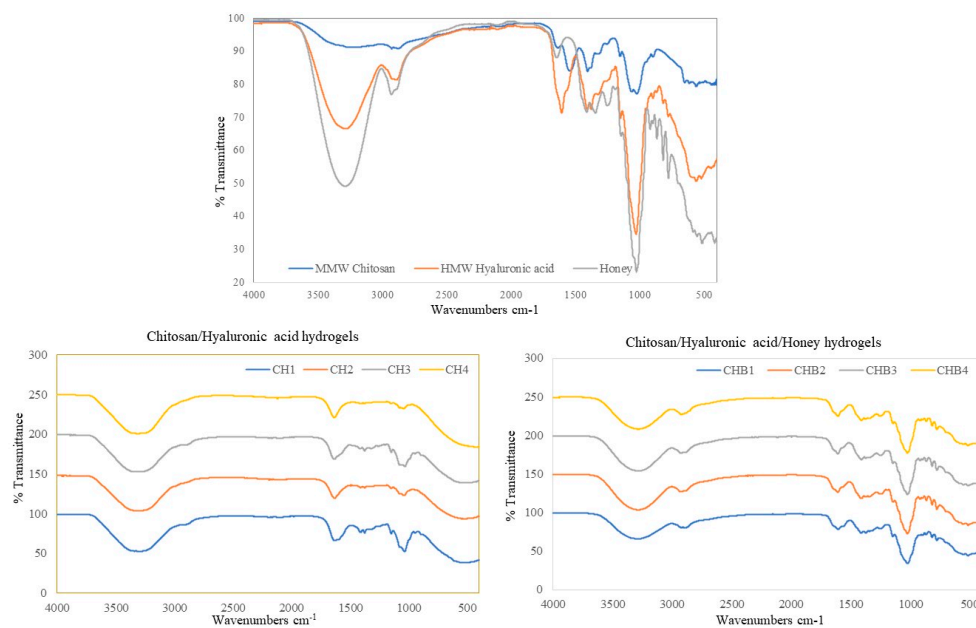 100
90
80
70
60
50
40
30
20
% Transmittance
MMW Chitosan HMW Hyaluronic acid Honey
4000 3500 3000 2500 2000 1500 1000 500
Wavenumbers cm-1
Chitosan/Hyaluronic acid hydrogels
300
250
200
150
100
50
0
% Transmittance
CH1 CH2 CH3 CH4
4000 3500 3000 2500 2000 1500 1000 500
Wavenumbers cm-1
Chitosan/Hyaluronic acid/Honey hydrogels
300
250
200
150
100
50
0
% Transmittance
CHB1 CHB2 CHB3 CHB4
4000 3500 3000 2500 2000 1500 1000 500
Wavenumbers cm-1